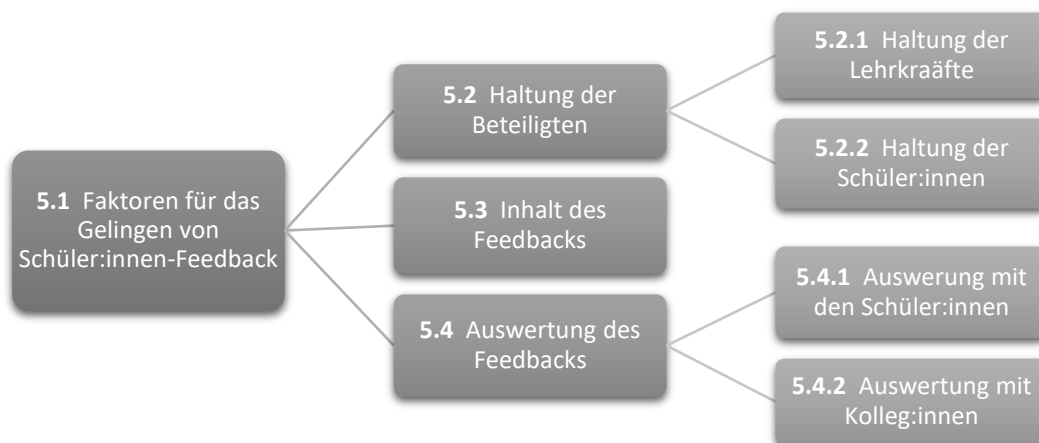 5.1 Faktoren für das
Gelingen von
Schüler:innen-Feedback
5.2 Haltung der
Beteiligten
5.2.1 Haltung der
Lehrkraäfte
5.2.2 Haltung der
Schüler:innen
5.3 Inhalt des
Feedbacks
5.4 Auswertung des
Feedbacks
5.4.1 Auswerung mit
den Schüler:innen
5.4.2 Auswertung mit
Kolleg:innen